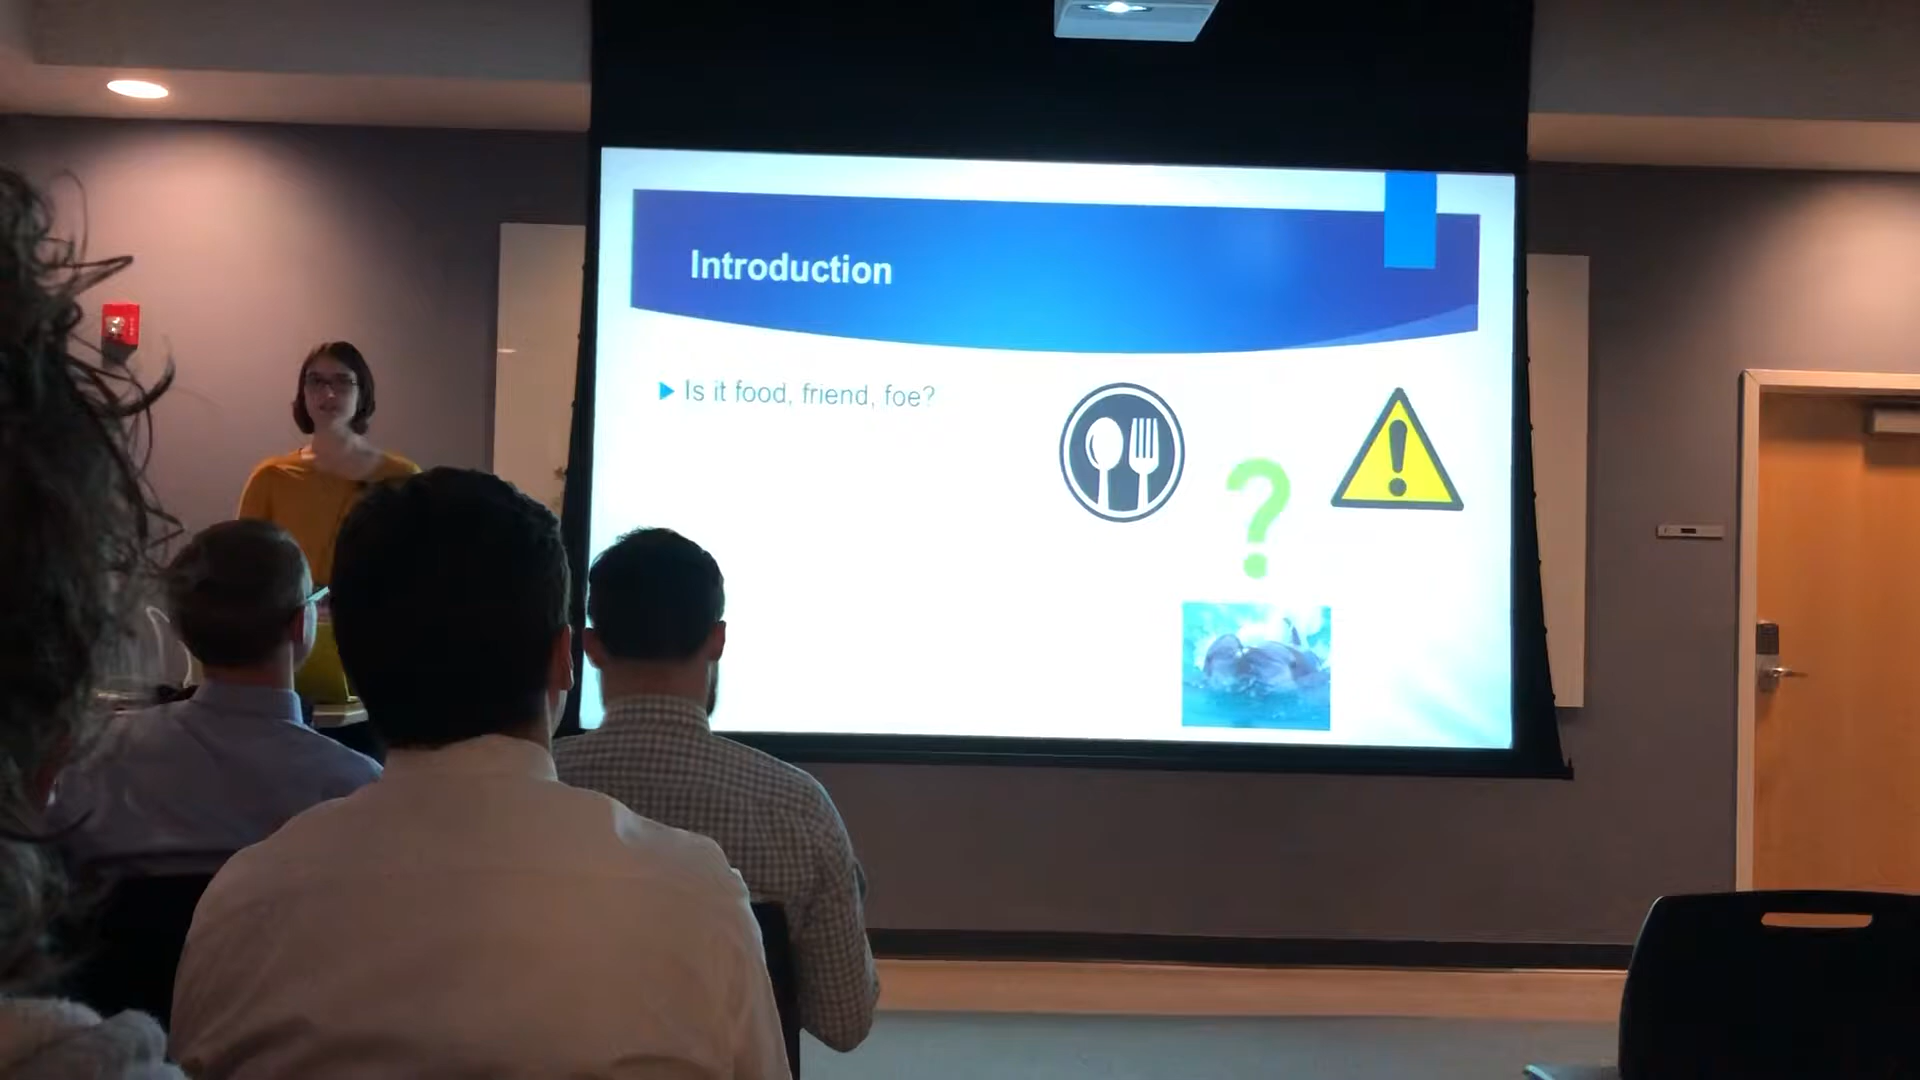 Introduction
Is it food, friend, foe?
?